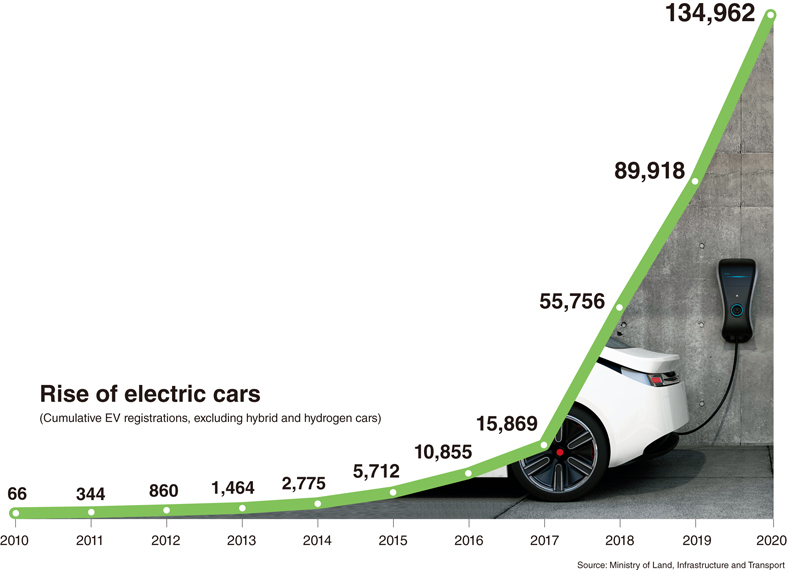 134,962
89,918
55,756
Rise of electric cars
(Cumulative EV registrations, excluding hybrid and hydrogen cars)
15,869
10,855
5,712
2,775
1,464
860
344
66
2010 2011 2012 2013 2014 2015 2016 2017 2018 2019 2020
Source: Ministry of Land, Infrastructure and Transport